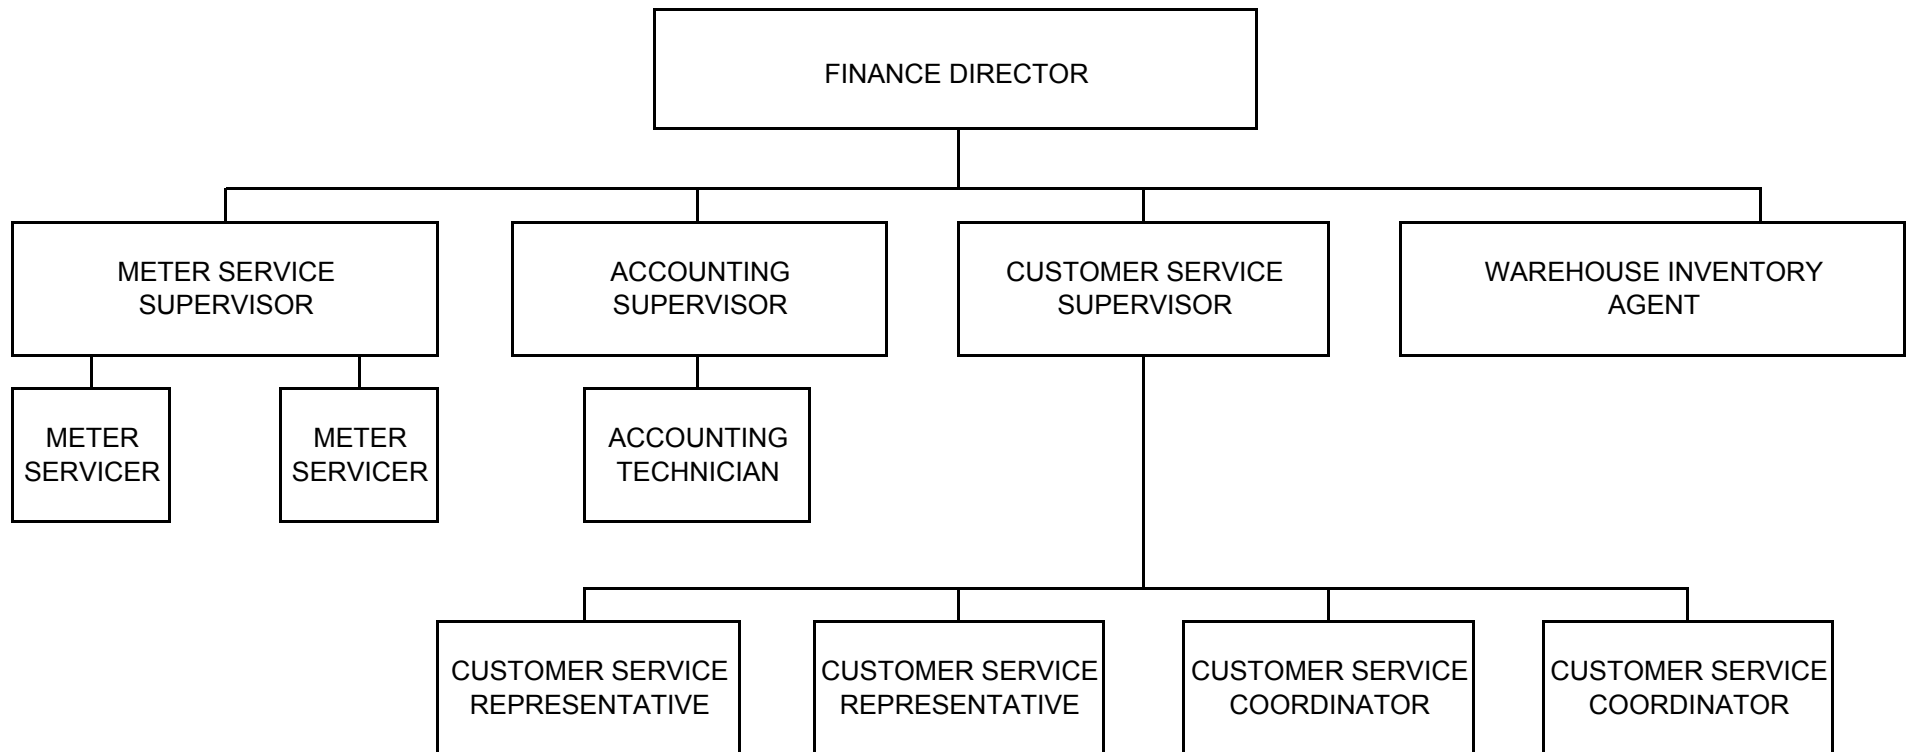 FINANCE DIRECTOR
METER SERVICE
SUPERVISOR
ACCOUNTING
SUPERVISOR
CUSTOMER SERVICE
SUPERVISOR
WAREHOUSE INVENTORY
AGENT
METER
SERVICER
METER
SERVICER
ACCOUNTING
TECHNICIAN
CUSTOMER SERVICE
REPRESENTATIVE
CUSTOMER SERVICE
REPRESENTATIVE
CUSTOMER SERVICE
COORDINATOR
CUSTOMER SERVICE
COORDINATOR